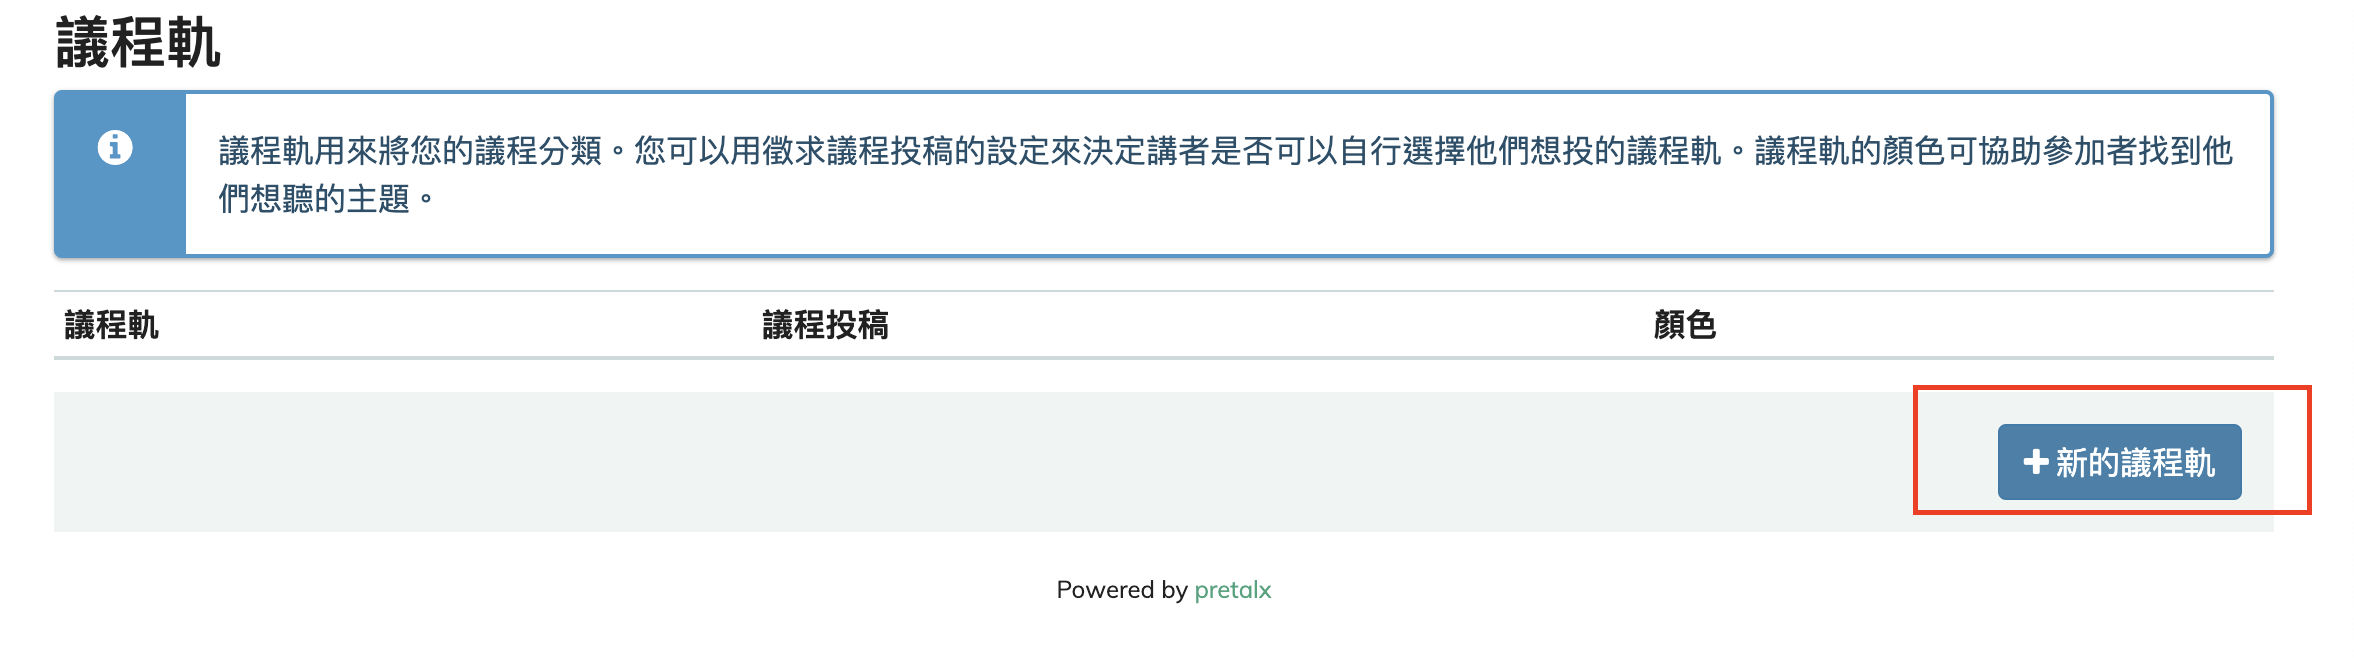 議程軌
議程軌用來將您的議程分類。您可以用徵求議程投稿的設定來決定講者是否可以自行選擇他們想投的議程軌。議程軌的顏色可協助參加者找到他
們想聽的主題。
議程軌 議程投稿 顏色
新的議程軌
Powered by pretalx